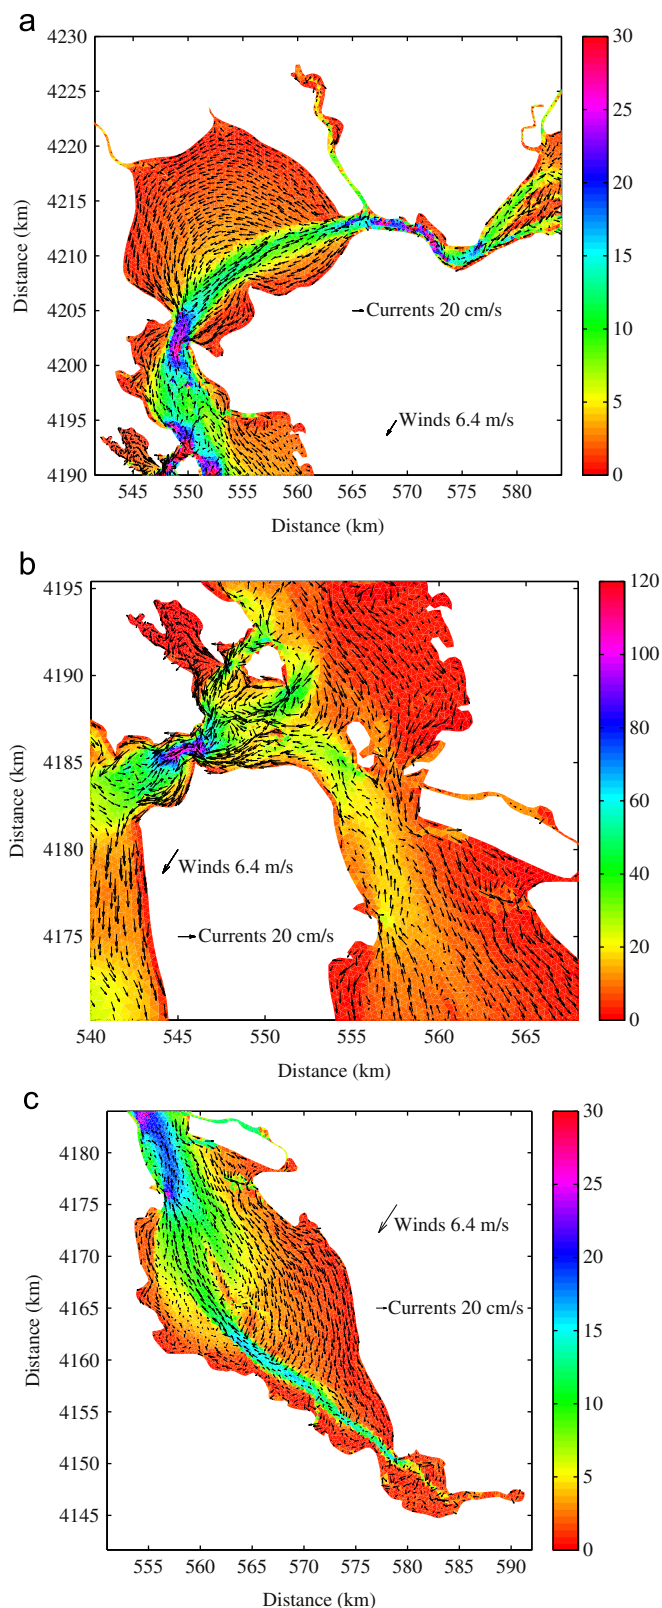 a
4230
4225
4220
4215
4210
4205
4200
4195
4190
Distance (km)
545 550 555 560 565 570 575 580
Distance (km)
Currents 20 cm/s
Winds 6.4 m/s
30
25
20
15
10
5
0
b
4195
4190
4185
4180
4175
Distance (km)
540 545 550 555 560 565
Distance (km)
Winds 6.4 m/s
Currents 20 cm/s
120
100
80
60
40
20
0
c
4180
4175
4170
4165
4160
4155
4150
4145
Distance (km)
555 560 565 570 575 580 585 590
Distance (km)
Winds 6.4 m/s
Currents 20 cm/s
30
25
20
15
10
5
0